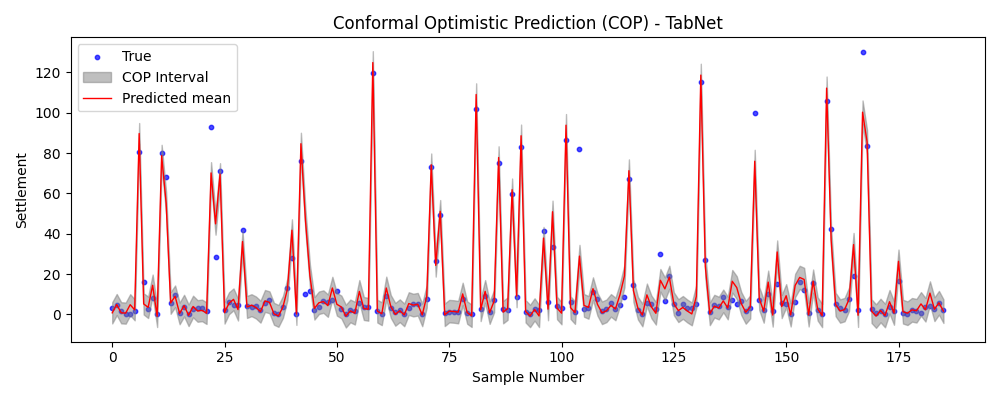 Conformal Optimistic Prediction (COP) - TabNet
True
COP Interval
Predicted mean
Settlement
120
100
80
60
40
20
0
0 25 50 75 100 125 150 175
Sample Number